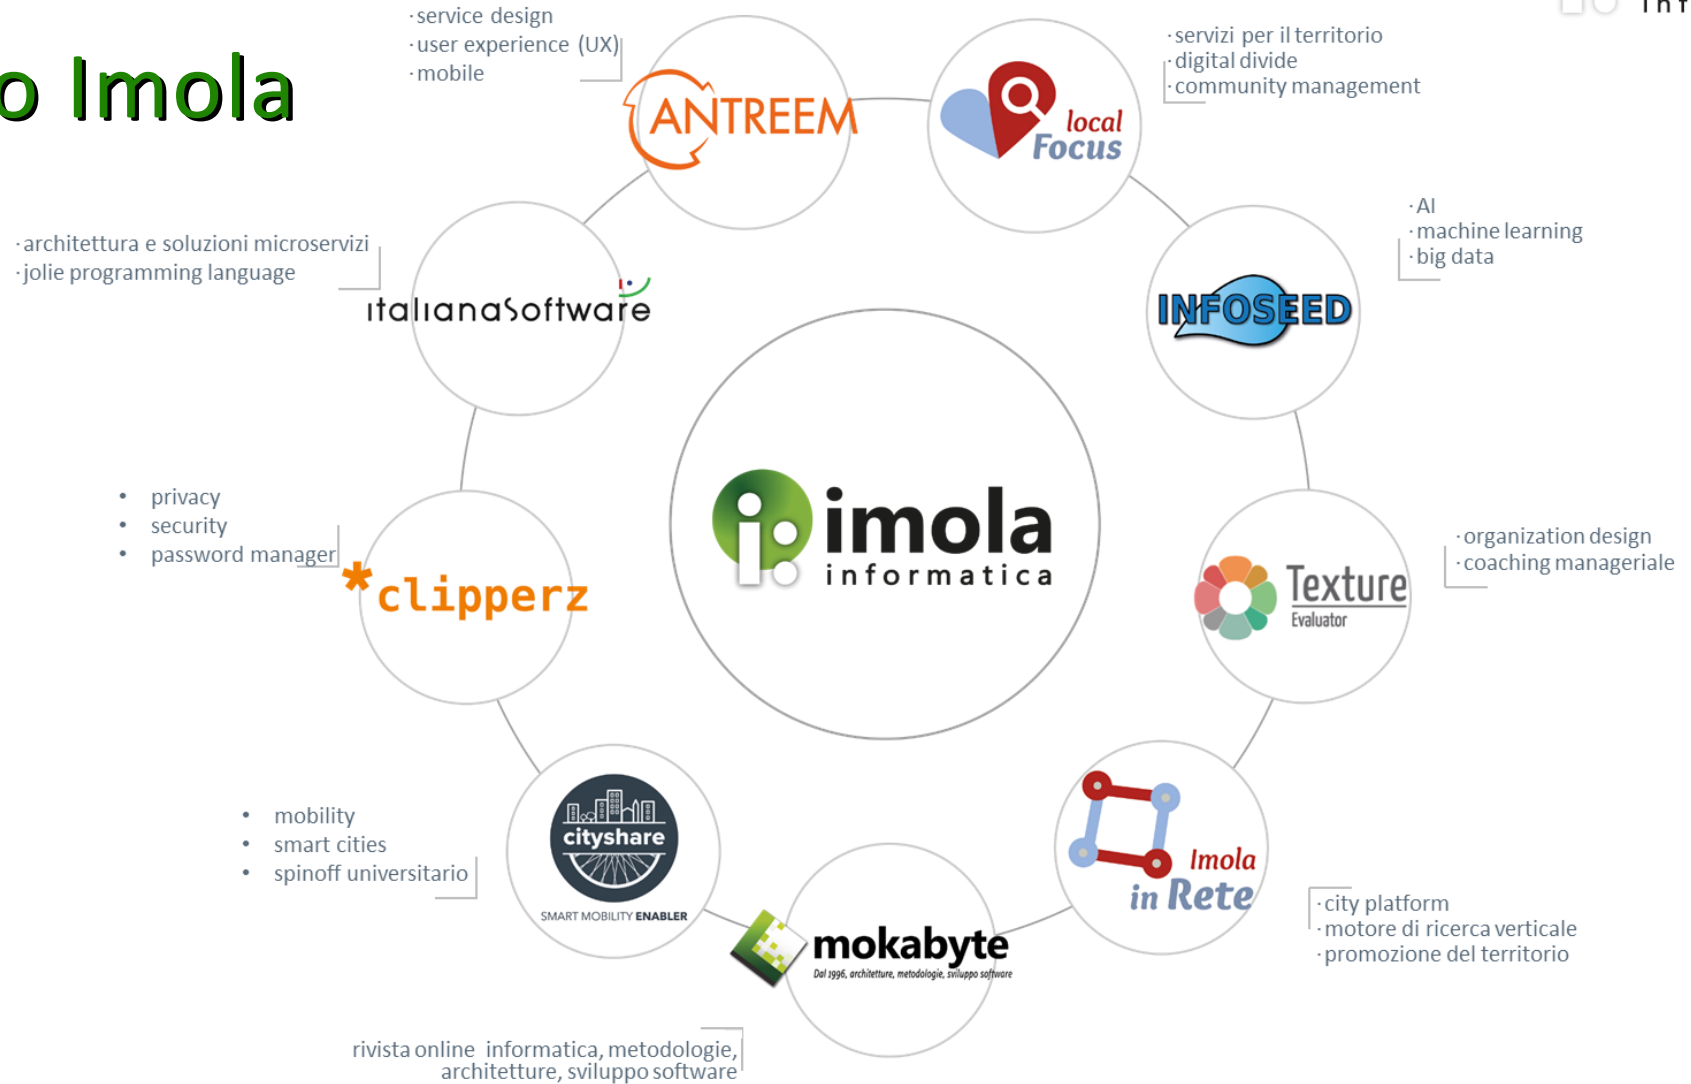 o Imola
·service design
·user experience (UX)
·mobile
ANTREEM
·servizi per il territorio
·digital divide
·community management
local
Focus
·AI
·machine learning
·big data
INFOSEED
·architettura e soluzioni microservizi
·jolie programming language
italianaSoftware
• privacy
• security
• password manager
*clipperz
imola
informatica
·organization design
·coaching manageriale
Texture
Evaluator
• mobility
• smart cities
• spinoff universitario
cityshare
SMART MOBILITY ENABLER
mokabyte
Dal 1996, architetture, metodologie, sviluppo software
Imola
in Rete
·city platform
·motore di ricerca verticale
·promozione del territorio
rivista online informatica, metodologie,
architetture, sviluppo software